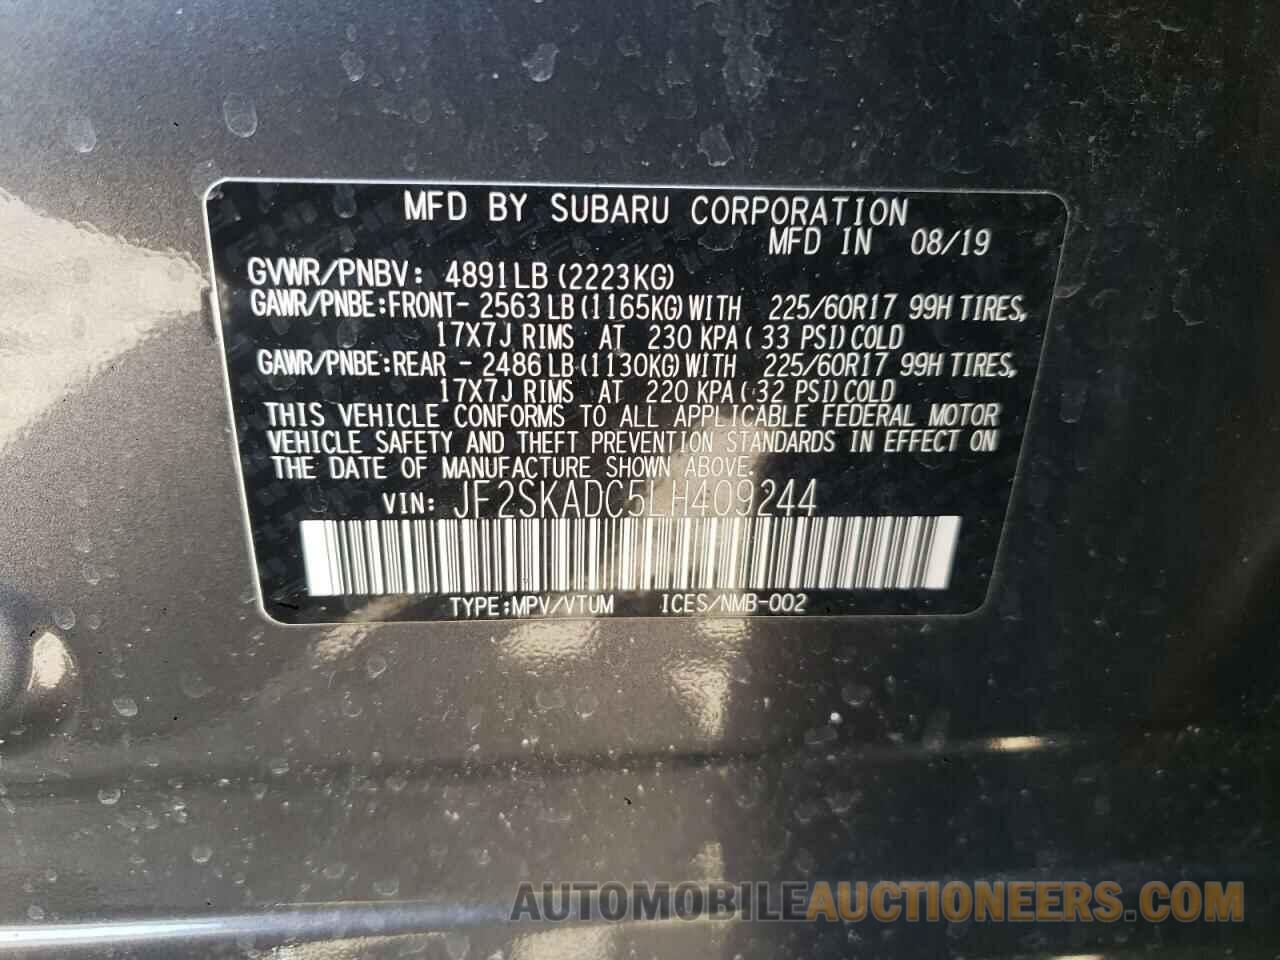 MFD BY SUBARU CORPORATION
MFD IN 08/19
GVWR/PNBV: 4891LB (2223KG)
GAWR/PNBE:FRONT- 2563 LB (1165KG) WITH 225/60R17 99H TIRES,
17X7J RIMS AT 230 KPA( 33 PSI) COLD
GAWR/PNBE:REAR - 2486 LB (1130KG) WITH 225/60R17 99H TIRES,
17X7J RIMS AT 220 KPA( 32 PSI) COLD
THIS VEHICLE CONFORMS TO ALL APPLICABLE FEDERAL MOTOR
VEHICLE SAFETY AND THEFT PREVENTION STANDARDS IN EFFECT ON
THE DATE OF MANUFACTURE SHOWN ABOVE.
VIN: JF2SKADC5LH409244
TYPE:MPV/VTUM ICES/NMB-002
AUTOMOBILEAUCTIONEERS.COM